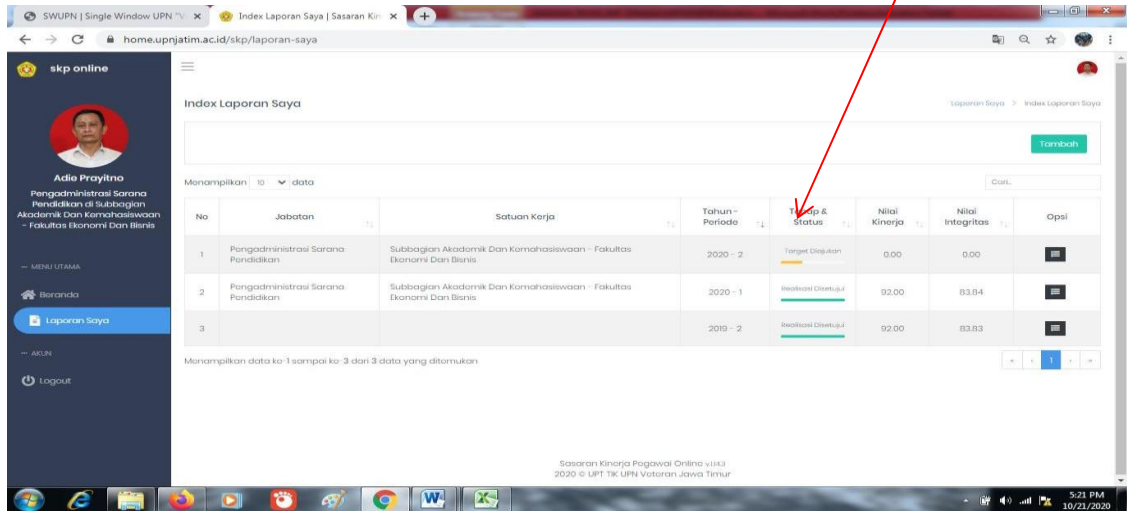 SWUPN | Single Window UPN "V
Index Laporan Saya | Sasaran Kin
home.upnjatim.ac.id/skp/laporan-saya
skp online
Index Laporan Saya
Laporan Saya > Index Laporan Saya
Tambah
Adie Prayitno
Pengadministrasi Sarana
Pendidikan di Subbagian
Akademik Dan Kemahasiswaan
- Fakultas Ekonomi Dan Bisnis
Menampilkan 10 data
Cari..
No Jabatan Satuan Kerja Tahun - Periode Tahap & Status Nilai Kinerja Nilai Integritas Opsi
1 Pengadministrasi Sarana Pendidikan Subbagian Akademik Dan Kemahasiswaan - Fakultas Ekonomi Dan Bisnis 2020 - 2 Target Diajukan 0.00 0.00
2 Pengadministrasi Sarana Pendidikan Subbagian Akademik Dan Kemahasiswaan - Fakultas Ekonomi Dan Bisnis 2020 - 1 Realisasi Disetujui 92.00 83.84
3 2019 - 2 Realisasi Disetujui 92.00 83.83
— MENU UTAMA
Beranda
Laporan Saya
— AKUN
Logout
Menampilkan data ke-1 sampai ke-3 dari 3 data yang ditemukan
« ‹ 1 › »
Sasaran Kinerja Pegawai Online
2020 © UPT TIK UPN Veteran Jawa Timur
5:21 PM
10/21/2020